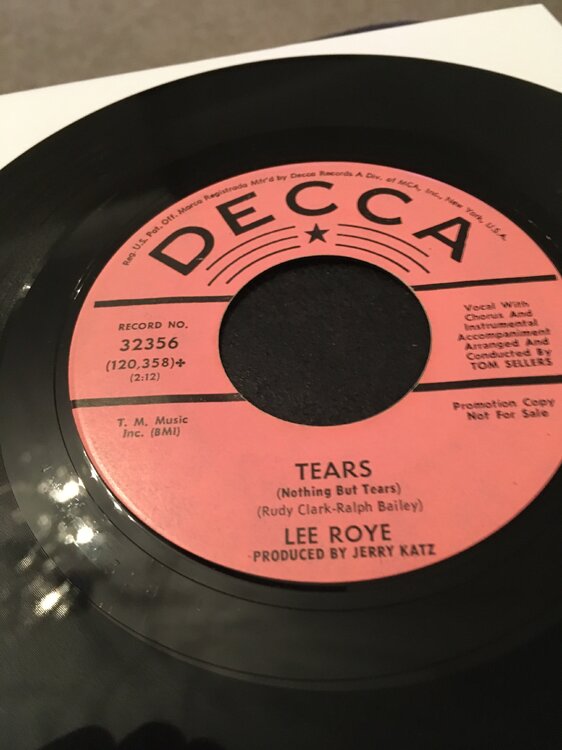 Reg. U.S. Pat. Off. Marca Registrada Mfr'd by Decca Records A Div. of MCA, Inc., New York, U.S.A.
DECCA
RECORD NO.
32356
(120,358)✤
(2:12)
Vocal With
Chorus And
Instrumental
Accompaniment
Arranged And
Conducted By
TOM SELLERS
T. M. Music
Inc. (BMI)
Promotion Copy
Not For Sale
TEARS
(Nothing But Tears)
(Rudy Clark-Ralph Bailey)
LEE ROYE
PRODUCED BY JERRY KATZ